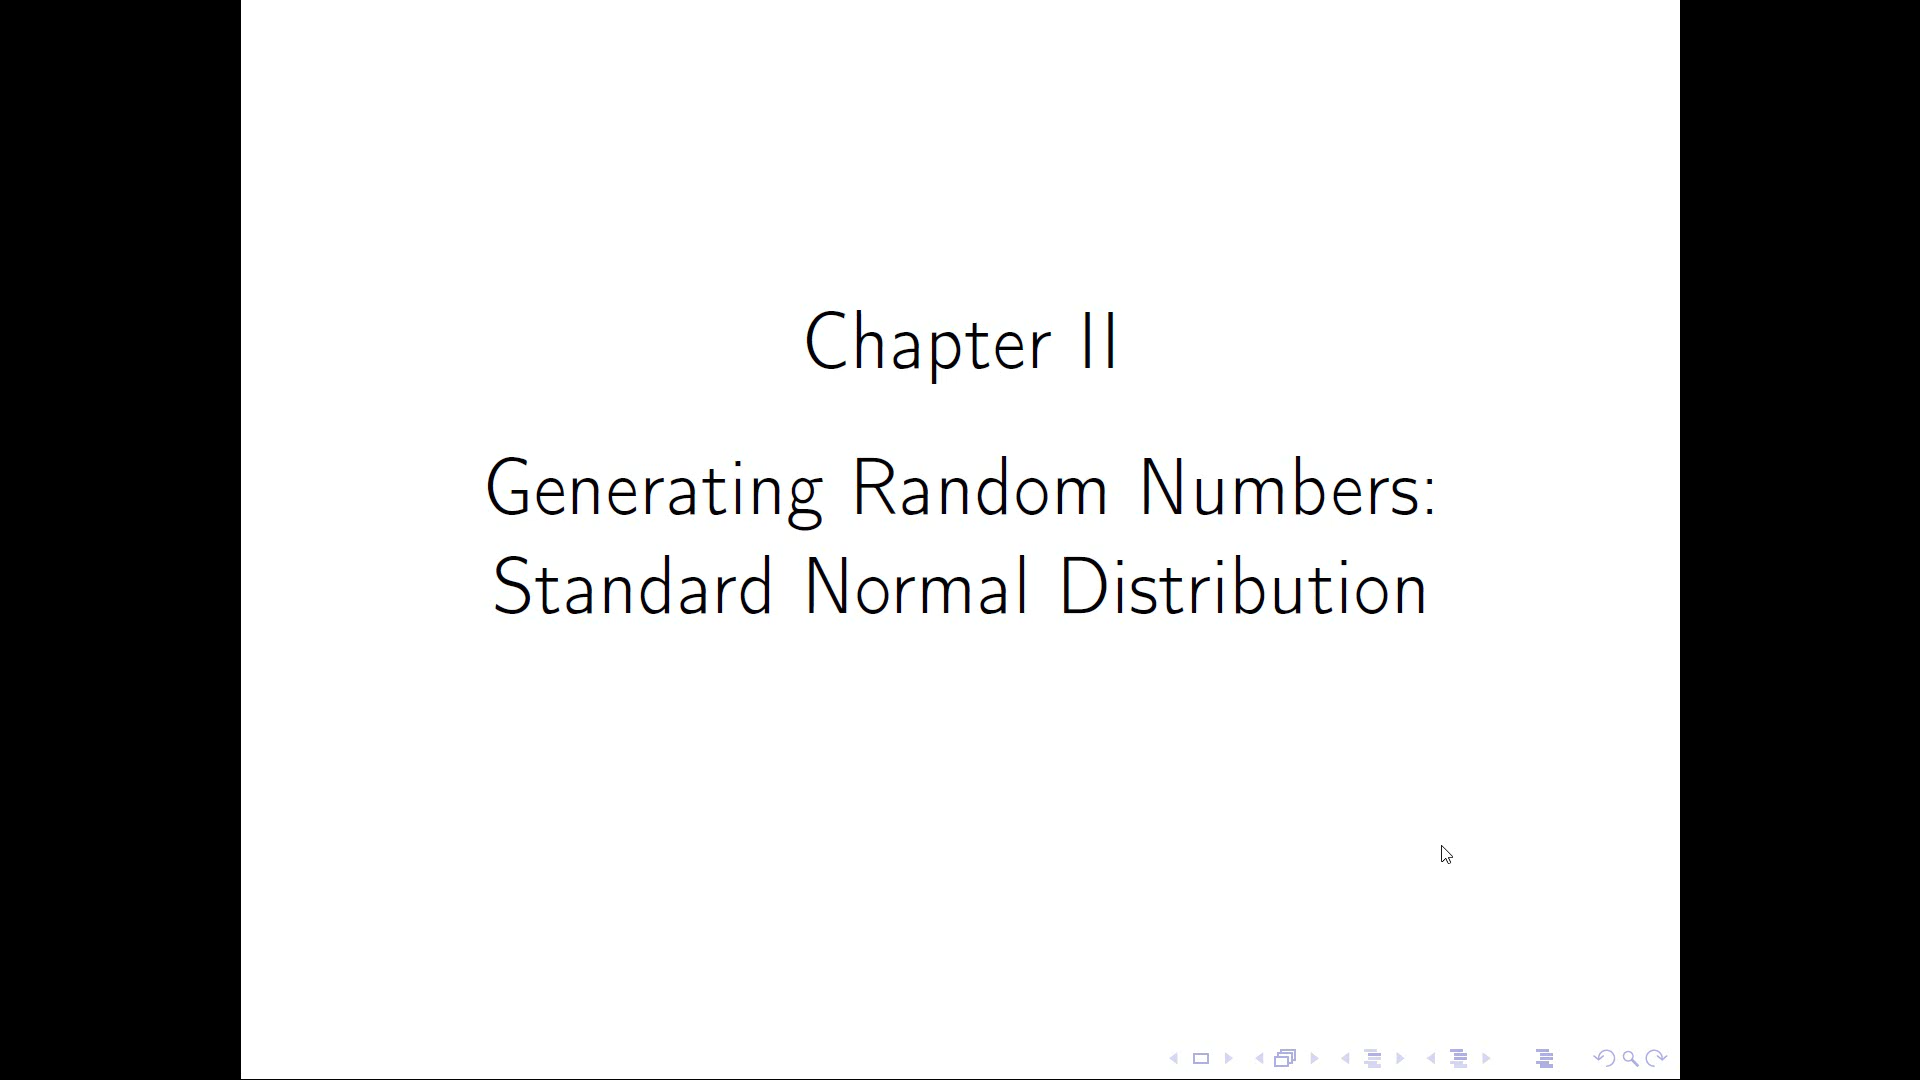 Chapter II
Generating Random Numbers:
Standard Normal Distribution